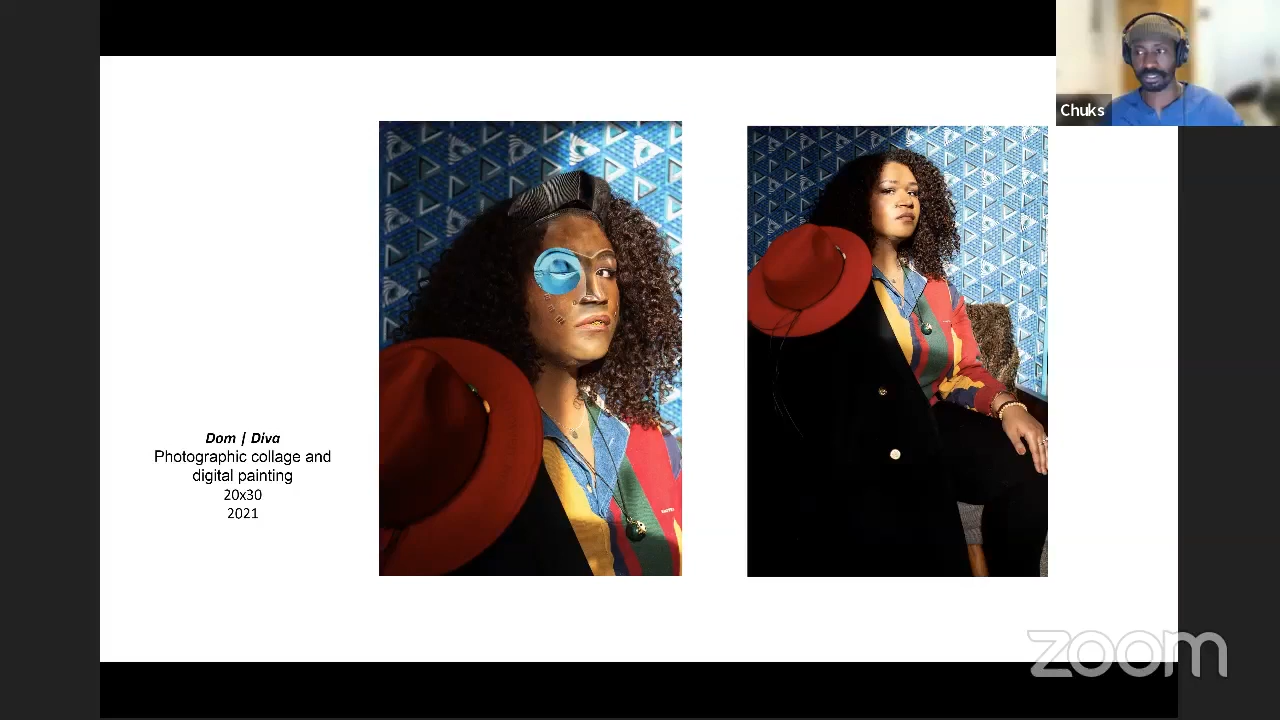 Chuks
Dom | Diva
Photographic collage and
digital painting
20x30
2021
zoom